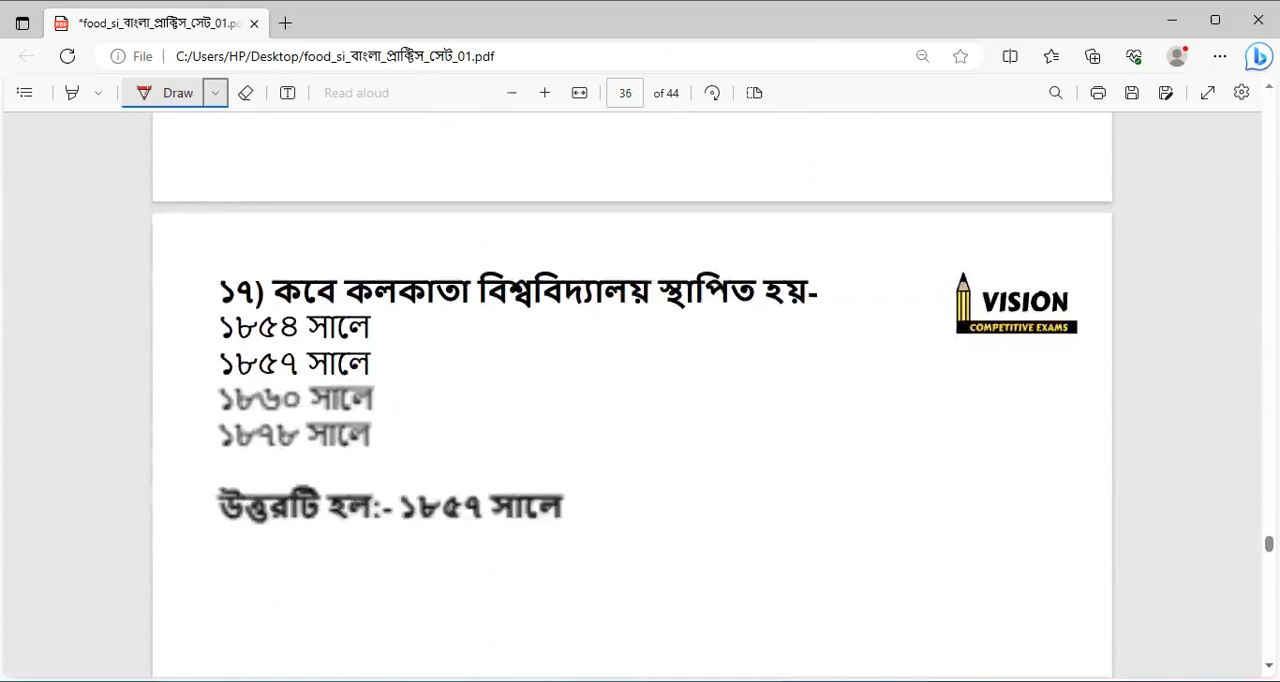 *food_si_বাংলা_প্রাক্টিস_সেট_01.pd
File C:/Users/HP/Desktop/food_si_বাংলা_প্রাক্টিস_সেট_01.pdf
Draw Read aloud 36 of 44
১৭) কবে কলকাতা বিশ্ববিদ্যালয় স্থাপিত হয়-
VISION
COMPETITIVE EXAMS
১৮৫৪ সালে
১৮৫৭ সালে
১৮৬০ সালে
১৮৭৮ সালে
উত্তরটি হল:- ১৮৫৭ সালে